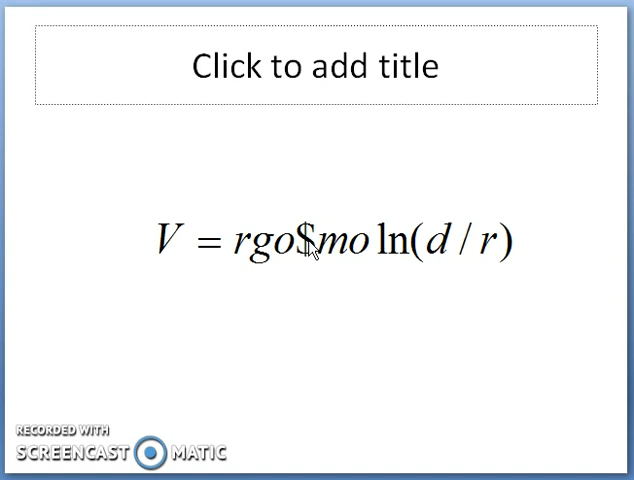 Click to add title
V = rgo$mo ln(d / r)
RECORDED WITH
SCREENCAST MATIC